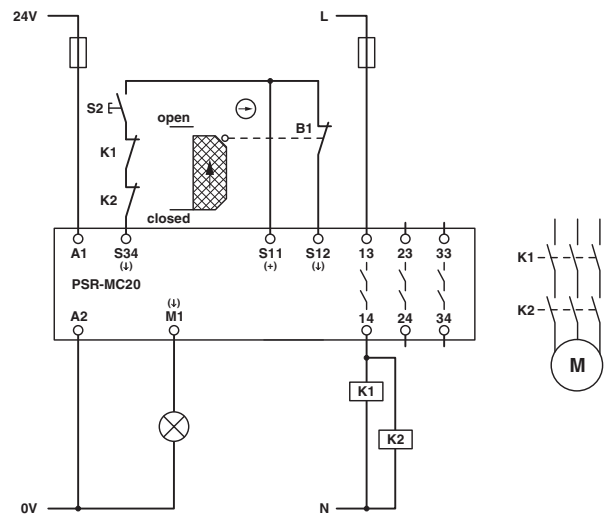 24V
L
S2
open
B1
K1
K2
closed
A1
S34
S11
S12
13
23
33
(↓)
(+)
(↓)
PSR-MC20
(↓)
A2
M1
14
24
34
K1
K2
0V
N
K1
K2
M